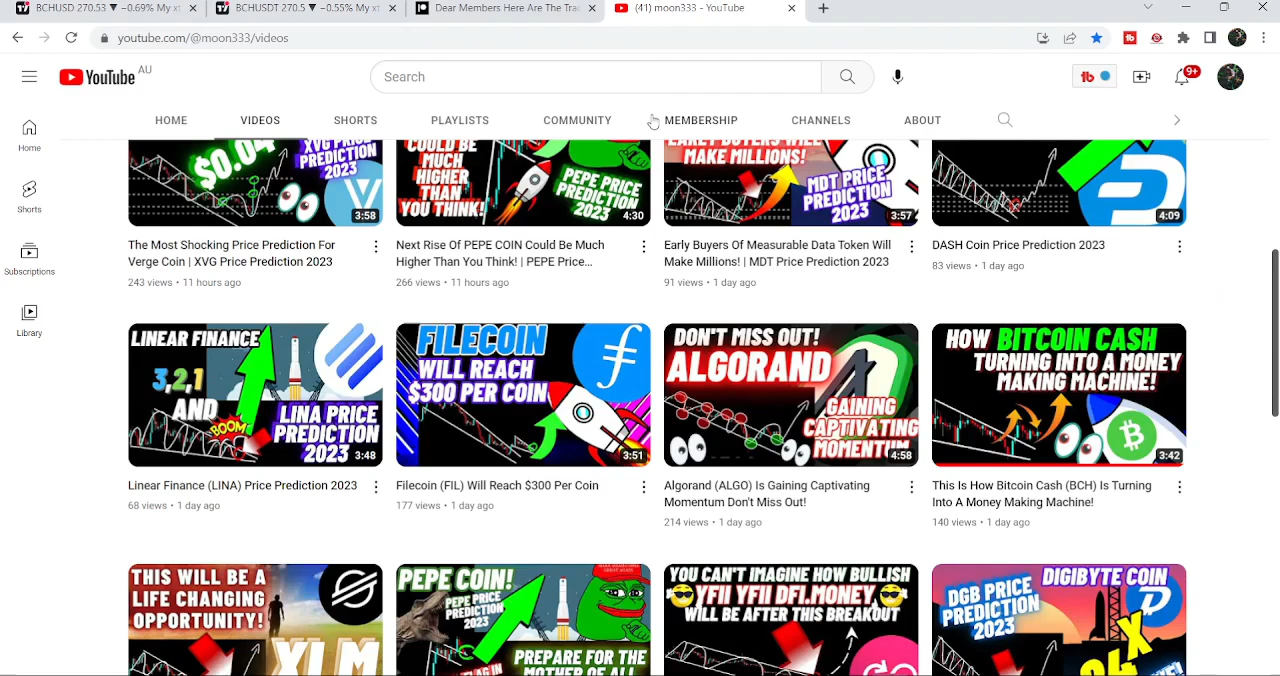 BCHUSD 270.53 ▼ −0.69% My xt
BCHUSDT 270.5 ▼ −0.55% My xt
Dear Members Here Are The Trac
(41) moon333 - YouTube
youtube.com/@moon333/videos
YouTube AU
Search
9+
HOME
VIDEOS
SHORTS
PLAYLISTS
COMMUNITY
MEMBERSHIP
CHANNELS
ABOUT
Home
Shorts
Subscriptions
Library
$0.04
XVG PRICE
PREDICTION
2023
3:58
COULD BE
MUCH
HIGHER
THAN
YOU THINK!
PEPE PRICE
PREDICTION
2023
4:30
EARLY BUYERS WILL
MAKE MILLIONS!
MDT PRICE
PREDICTION
2023
3:57
4:09
The Most Shocking Price Prediction For
Verge Coin | XVG Price Prediction 2023
243 views • 11 hours ago
Next Rise Of PEPE COIN Could Be Much
Higher Than You Think! | PEPE Price...
266 views • 11 hours ago
Early Buyers Of Measurable Data Token Will
Make Millions! | MDT Price Prediction 2023
91 views • 1 day ago
DASH Coin Price Prediction 2023
83 views • 1 day ago
LINEAR FINANCE
3,2,1
AND
BOOM
LINA PRICE
PREDICTION
2023
3:48
FILECOIN
WILL REACH
$300 PER COIN
3:51
DON'T MISS OUT!
ALGORAND
GAINING
CAPTIVATING
MOMENTUM
4:58
HOW BITCOIN CASH
TURNING INTO A MONEY
MAKING MACHINE!
3:42
Linear Finance (LINA) Price Prediction 2023
68 views • 1 day ago
Filecoin (FIL) Will Reach $300 Per Coin
177 views • 1 day ago
Algorand (ALGO) Is Gaining Captivating
Momentum Don't Miss Out!
214 views • 1 day ago
This Is How Bitcoin Cash (BCH) Is Turning
Into A Money Making Machine!
140 views • 1 day ago
THIS WILL BE A
LIFE CHANGING
OPPORTUNITY!
XLM
PEPE COIN!
PEPE PRICE
PREDICTION
2023
PREPARE FOR THE
MOTHER OF ALL
YOU CAN'T IMAGINE HOW BULLISH
YFII YFII DFI.MONEY
WILL BE AFTER THIS BREAKOUT
DGB PRICE
PREDICTION
2023
DIGIBYTE COIN